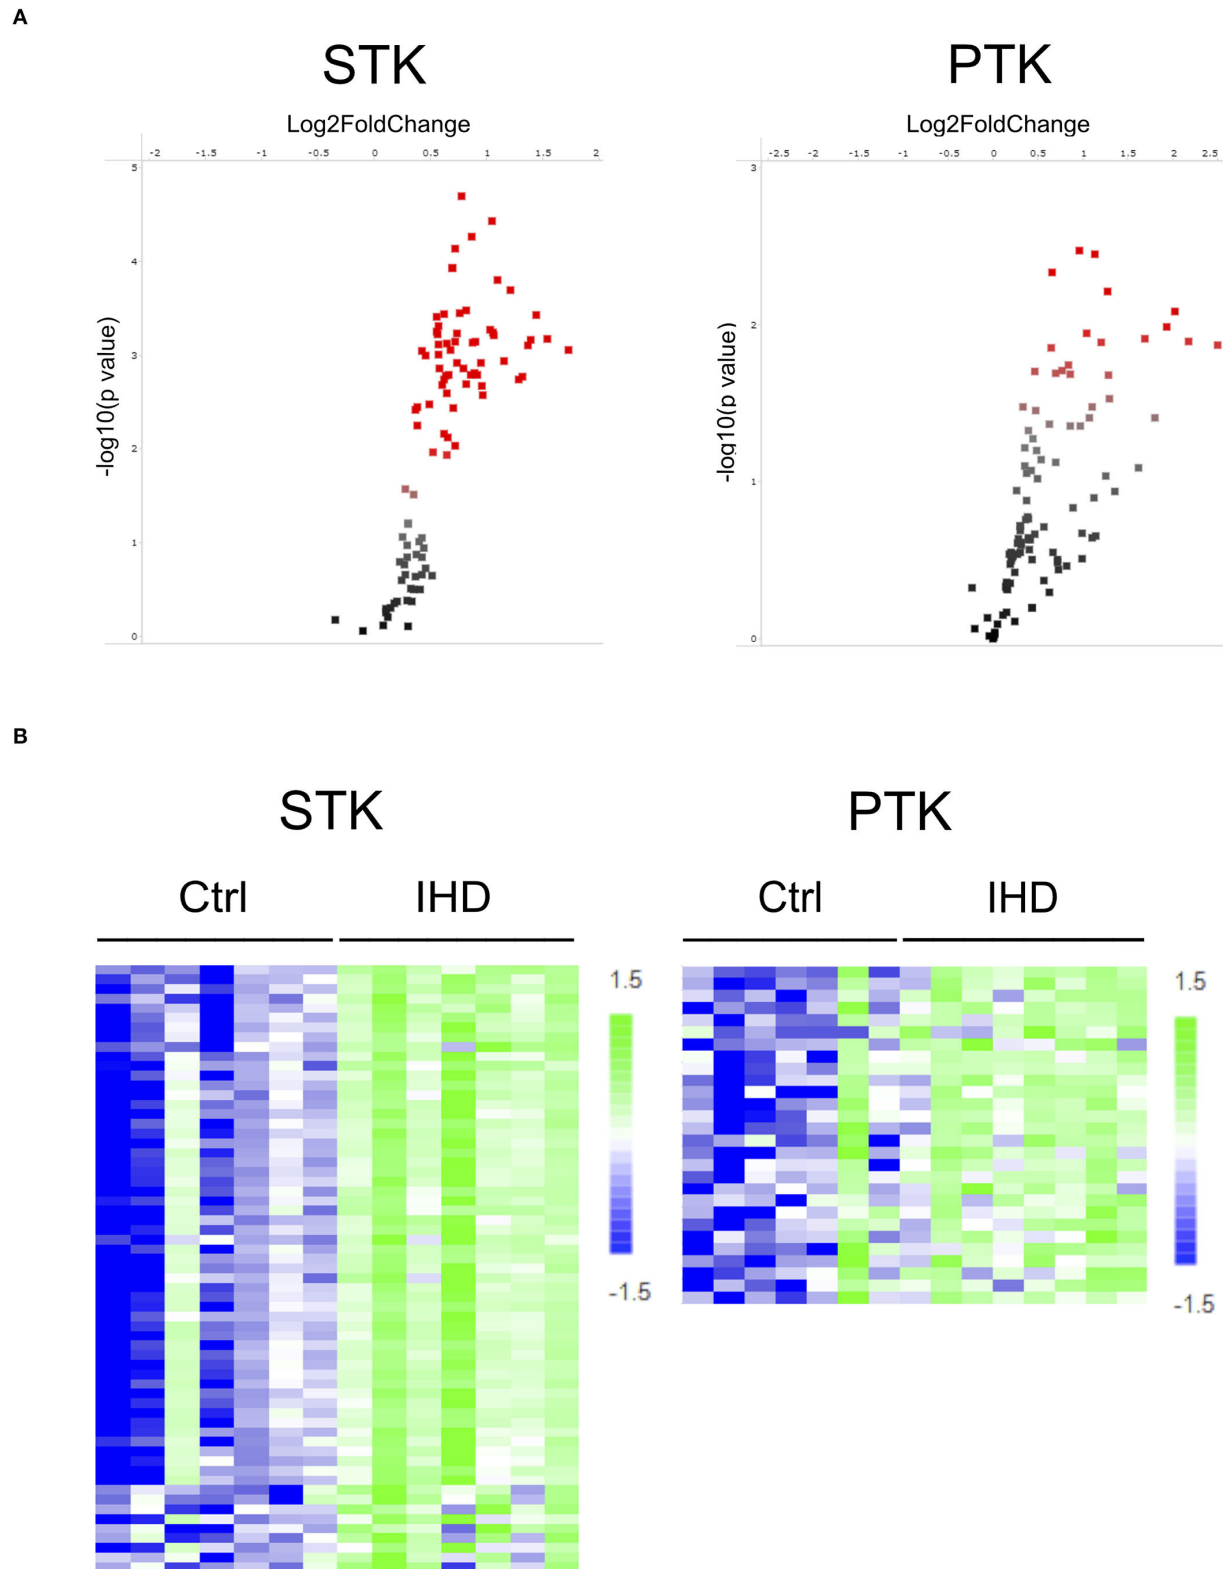 A
STK PTK
Log2FoldChange Log2FoldChange
-2 -1.5 -1 -0.5 0 0.5 1 1.5 2
-2.5 -2 -1.5 -1 -0.5 0 0.5 1 1.5 2 2.5
5
4
3
2
1
0
-log10(p value)
3
2
1
0
-log10(p value)
B
STK PTK
Ctrl IHD Ctrl IHD
1.5
-1.5
1.5
-1.5